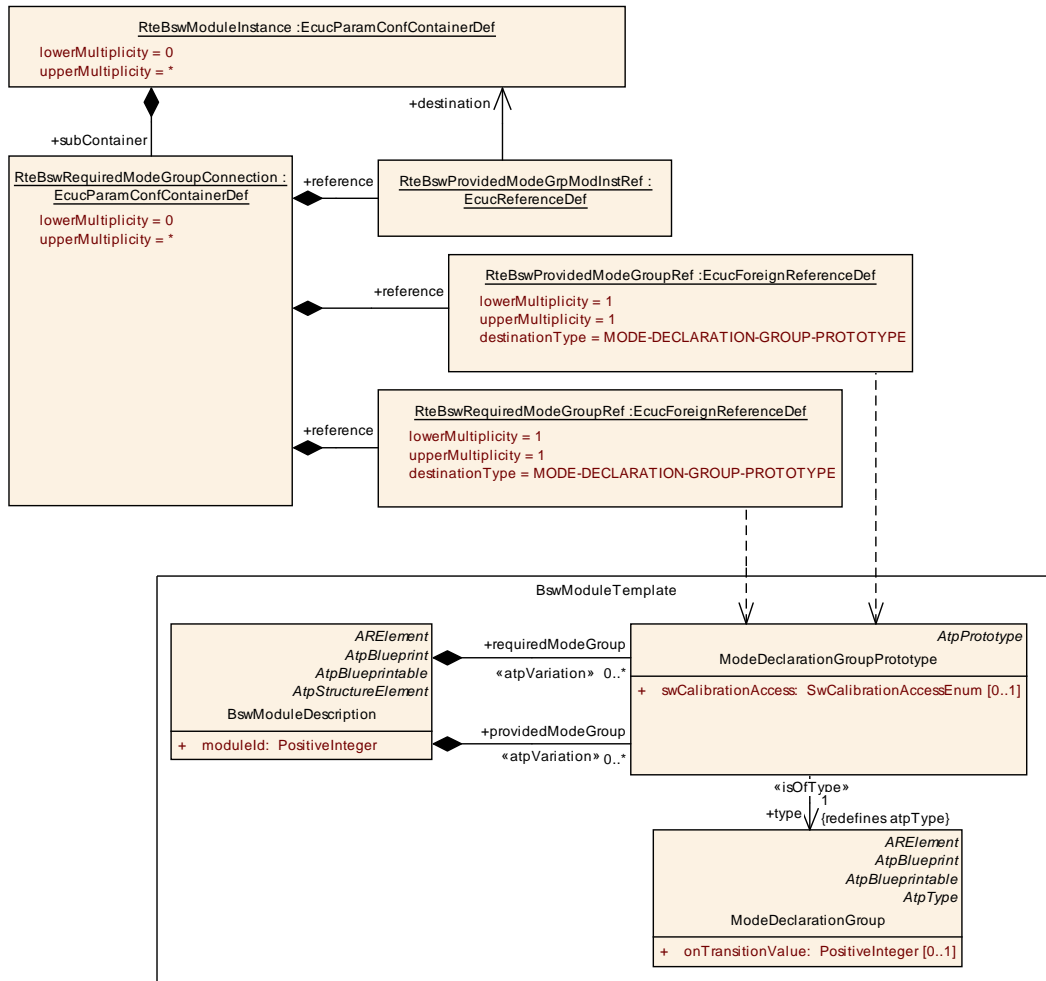 RteBswModuleInstance :EcucParamConfContainerDef
lowerMultiplicity = 0
upperMultiplicity = *
+destination
+subContainer
RteBswRequiredModeGroupConnection :
EcucParamConfContainerDef
lowerMultiplicity = 0
upperMultiplicity = *
+reference
RteBswProvidedModeGrpModInstRef :
EcucReferenceDef
+reference
RteBswProvidedModeGroupRef :EcucForeignReferenceDef
lowerMultiplicity = 1
upperMultiplicity = 1
destinationType = MODE-DECLARATION-GROUP-PROTOTYPE
+reference
RteBswRequiredModeGroupRef :EcucForeignReferenceDef
lowerMultiplicity = 1
upperMultiplicity = 1
destinationType = MODE-DECLARATION-GROUP-PROTOTYPE
BswModuleTemplate
ARElement
AtpBlueprint
AtpBlueprintable
AtpStructureElement
BswModuleDescription
+ moduleId: PositiveInteger
+requiredModeGroup
«atpVariation» 0..*
+providedModeGroup
«atpVariation» 0..*
AtpPrototype
ModeDeclarationGroupPrototype
+ swCalibrationAccess: SwCalibrationAccessEnum [0..1]
«isOfType»
1
+type
{redefines atpType}
ARElement
AtpBlueprint
AtpBlueprintable
AtpType
ModeDeclarationGroup
+ onTransitionValue: PositiveInteger [0..1]